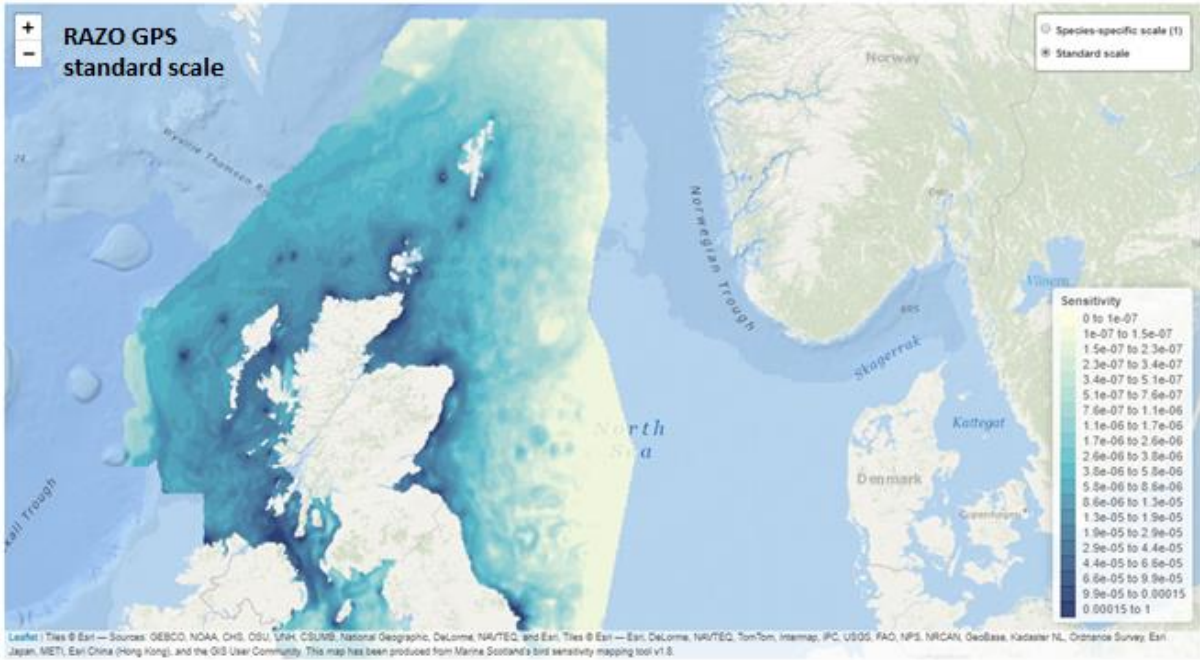 +
−
RAZO GPS
standard scale
Species-specific scale (1)
Standard scale
Norway
Norwegian Trough
Vänern
Skagerrak
Kattegat
North
Sea
Denmark
Sensitivity
0 to 1e-07
1e-07 to 1.5e-07
1.5e-07 to 2.3e-07
2.3e-07 to 3.4e-07
3.4e-07 to 5.1e-07
5.1e-07 to 7.6e-07
7.6e-07 to 1.1e-06
1.1e-06 to 1.7e-06
1.7e-06 to 2.6e-06
2.6e-06 to 3.8e-06
3.8e-06 to 5.8e-06
5.8e-06 to 8.6e-06
8.6e-06 to 1.3e-05
1.3e-05 to 1.9e-05
1.9e-05 to 2.9e-05
2.9e-05 to 4.4e-05
4.4e-05 to 6.6e-05
6.6e-05 to 9.9e-05
9.9e-05 to 0.00015
0.00015 to 1
Leaflet | Tiles © Esri — Sources: GEBCO, NOAA, CHS, OSU, UNH, CSUMB, National Geographic, DeLorme, NAVTEQ, and Esri, Tiles © Esri — Esri, DeLorme, NAVTEQ, TomTom, Intermap, iPC, USGS, FAO, NPS, NRCAN, GeoBase, Kadaster NL, Ordnance Survey, Esri
Japan, METI, Esri China (Hong Kong), and the GIS User Community. This map has been produced from Marine Scotland's bird sensitivity mapping tool v1.8.